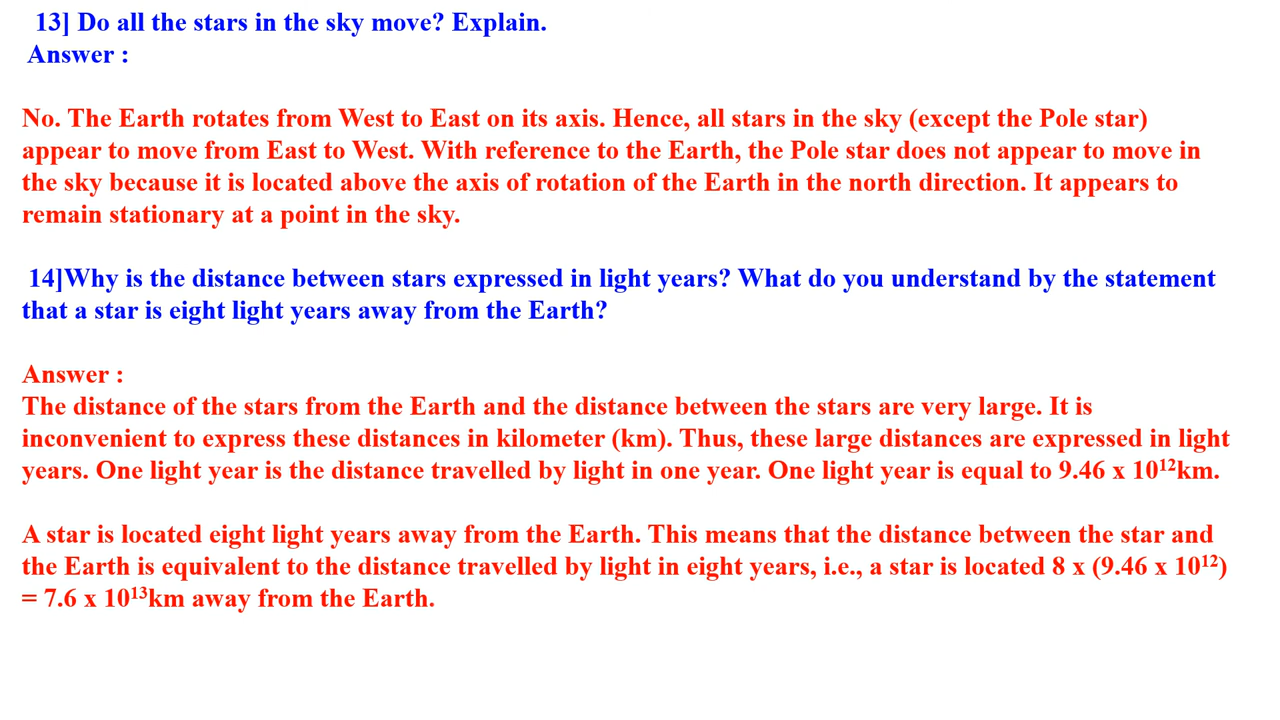 13] Do all the stars in the sky move? Explain.
Answer :
No. The Earth rotates from West to East on its axis. Hence, all stars in the sky (except the Pole star)
appear to move from East to West. With reference to the Earth, the Pole star does not appear to move in
the sky because it is located above the axis of rotation of the Earth in the north direction. It appears to
remain stationary at a point in the sky.
14]Why is the distance between stars expressed in light years? What do you understand by the statement
that a star is eight light years away from the Earth?
Answer :
The distance of the stars from the Earth and the distance between the stars are very large. It is
inconvenient to express these distances in kilometer (km). Thus, these large distances are expressed in light
years. One light year is the distance travelled by light in one year. One light year is equal to 9.46 x 10¹²km.
A star is located eight light years away from the Earth. This means that the distance between the star and
the Earth is equivalent to the distance travelled by light in eight years, i.e., a star is located 8 x (9.46 x 10¹²)
= 7.6 x 10¹³km away from the Earth.